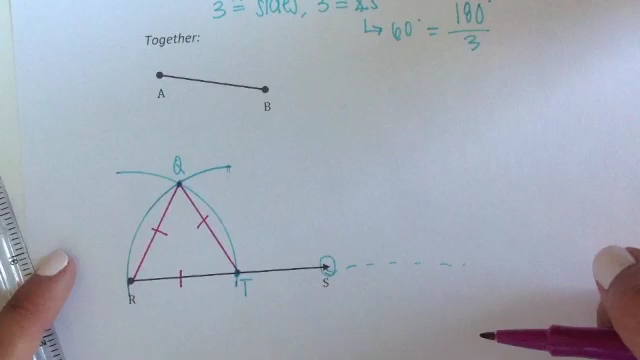 3 = sides, 3 = ∠s
↳ 60° = 180° / 3
Together:
A
B
Q
R
T
S